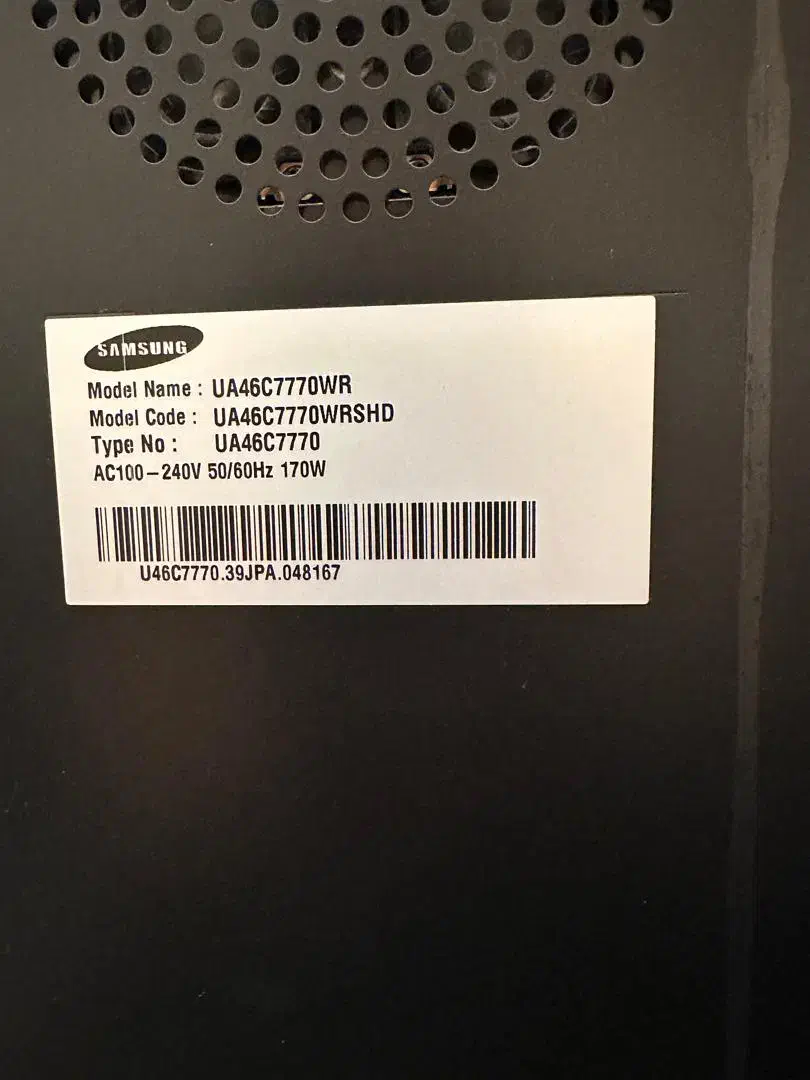 SAMSUNG
Model Name : UA46C7770WR
Model Code : UA46C7770WRSHD
Type No : UA46C7770
AC100-240V 50/60Hz 170W
U46C7770.39JPA.048167